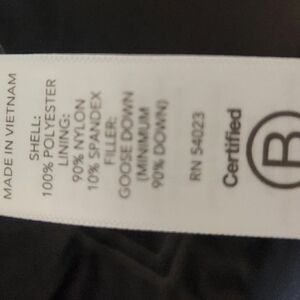 MADE IN VIETNAM
SHELL:
100% POLYESTER
LINING:
90% NYLON
10% SPANDEX
FILLER:
GOOSE DOWN
(MINIMUM
90% DOWN)
RN 54023
Certified
B